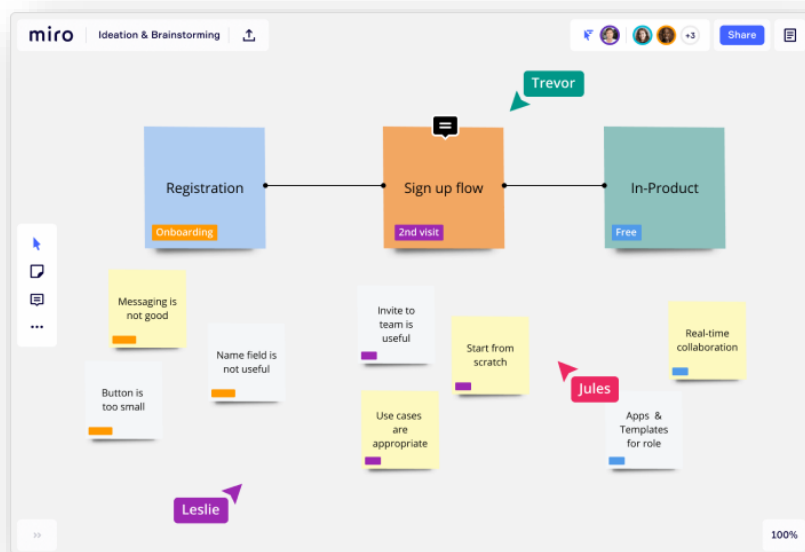 miro
Ideation & Brainstorming
+3
Share
Trevor
Registration
Onboarding
Sign up flow
2nd visit
In-Product
Free
Messaging is
not good
Name field is
not useful
Button is
too small
Invite to
team is
useful
Start from
scratch
Use cases
are
appropriate
Real-time
collaboration
Jules
Apps &
Templates
for role
Leslie
100%